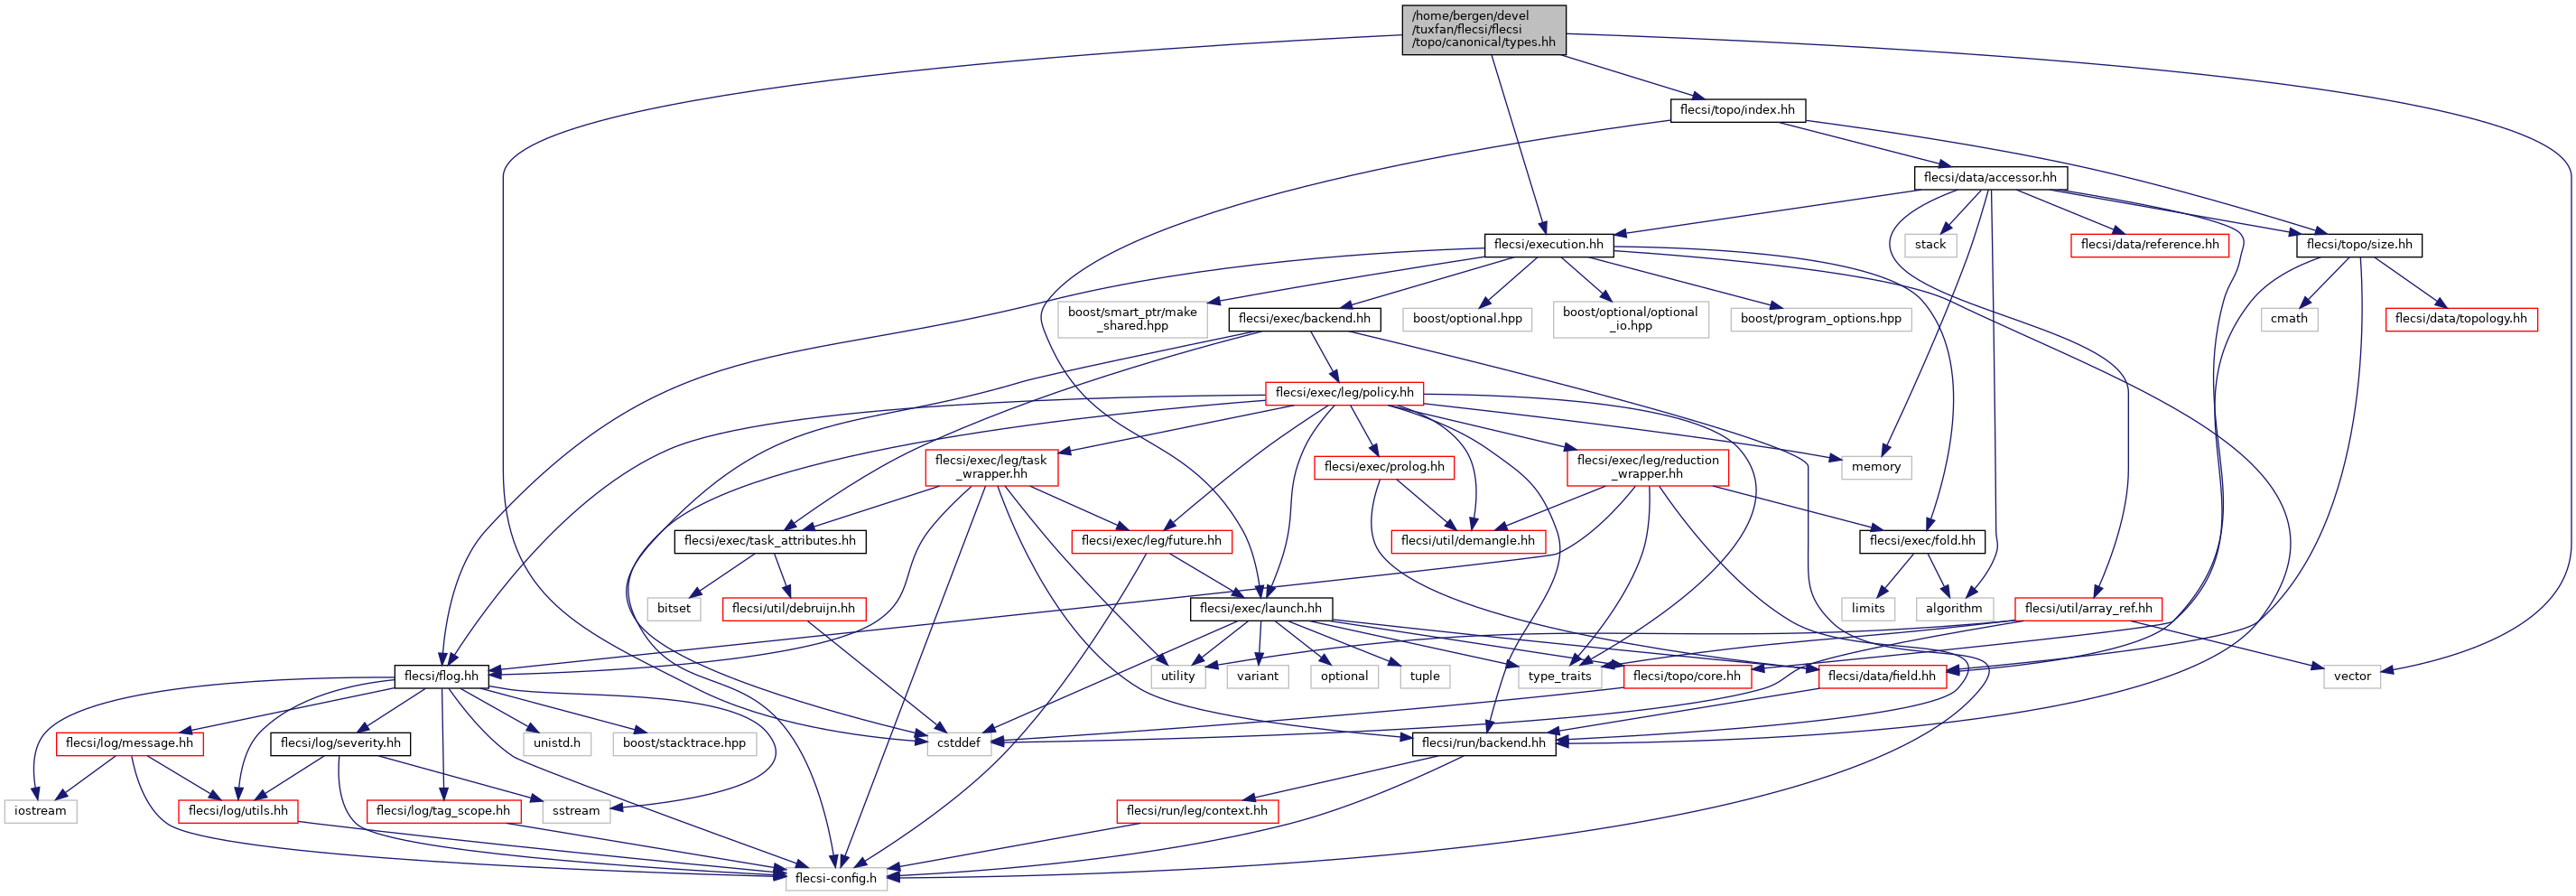 /home/bergen/devel
/tuxfan/flecsi/flecsi
/topo/canonical/types.hh
flecsi/topo/index.hh
flecsi/data/accessor.hh
flecsi/execution.hh
stack
flecsi/data/reference.hh
flecsi/topo/size.hh
boost/smart_ptr/make
_shared.hpp
flecsi/exec/backend.hh
boost/optional.hpp
boost/optional/optional
_io.hpp
boost/program_options.hpp
cmath
flecsi/data/topology.hh
flecsi/exec/leg/policy.hh
flecsi/exec/leg/task
_wrapper.hh
flecsi/exec/prolog.hh
flecsi/exec/leg/reduction
_wrapper.hh
memory
flecsi/exec/task_attributes.hh
flecsi/exec/leg/future.hh
flecsi/util/demangle.hh
flecsi/exec/fold.hh
bitset
flecsi/util/debruijn.hh
flecsi/exec/launch.hh
limits
algorithm
flecsi/util/array_ref.hh
flecsi/flog.hh
utility
variant
optional
tuple
type_traits
flecsi/topo/core.hh
flecsi/data/field.hh
vector
flecsi/log/message.hh
flecsi/log/severity.hh
unistd.h
boost/stacktrace.hpp
cstddef
flecsi/run/backend.hh
iostream
flecsi/log/utils.hh
flecsi/log/tag_scope.hh
sstream
flecsi/run/leg/context.hh
flecsi-config.h